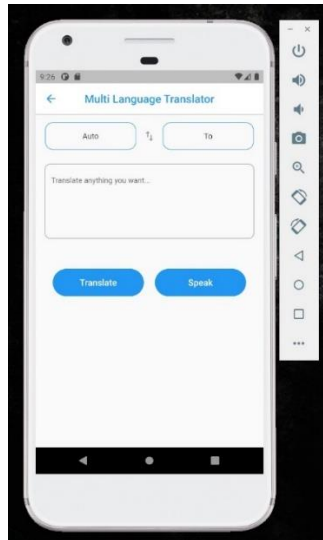 9:26
Multi Language Translator
Auto
To
Translate anything you want...
Translate
Speak